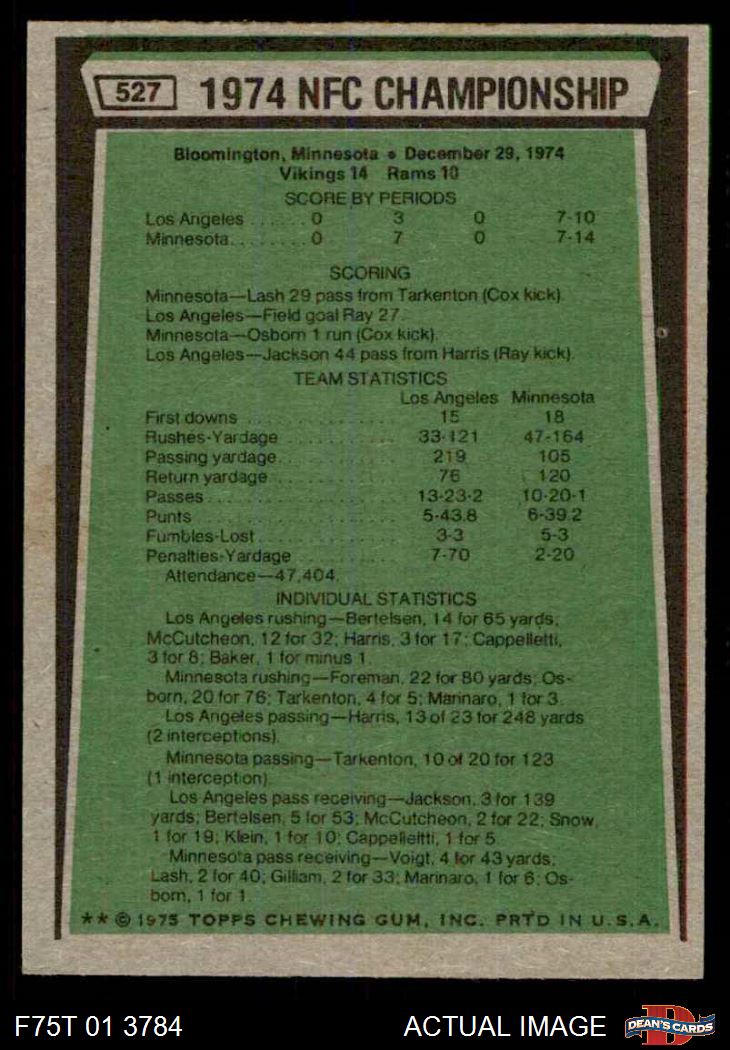 527 1974 NFC CHAMPIONSHIP
Bloomington, Minnesota • December 29, 1974
Vikings 14 Rams 10
SCORE BY PERIODS
Los Angeles ....... 0 3 0 7-10
Minnesota ........ 0 7 0 7-14
SCORING
Minnesota—Lash 29 pass from Tarkenton (Cox kick).
Los Angeles—Field goal Ray 27.
Minnesota—Osborn 1 run (Cox kick).
Los Angeles—Jackson 44 pass from Harris (Ray kick).
TEAM STATISTICS
Los Angeles Minnesota
First downs ............... 15 18
Rushes-Yardage ........... 33-121 47-164
Passing yardage ........... 219 105
Return yardage ............ 76 120
Passes .................. 13-23-2 10-20-1
Punts ................... 5-43.8 6-39.2
Fumbles-Lost ............. 3-3 5-3
Penalties-Yardage .......... 7-70 2-20
Attendance—47,404.
INDIVIDUAL STATISTICS
Los Angeles rushing—Bertelsen, 14 for 65 yards;
McCutcheon, 12 for 32; Harris, 3 for 17; Cappelletti,
3 for 8; Baker, 1 for minus 1.
Minnesota rushing—Foreman, 22 for 80 yards; Os-
born, 20 for 76; Tarkenton, 4 for 5; Marinaro, 1 for 3.
Los Angeles passing—Harris, 13 of 23 for 248 yards
(2 interceptions).
Minnesota passing—Tarkenton, 10 of 20 for 123
(1 interception).
Los Angeles pass receiving—Jackson, 3 for 139
yards; Bertelsen, 5 for 53; McCutcheon, 2 for 22; Snow,
1 for 19; Klein, 1 for 10; Cappelleitti, 1 for 5.
Minnesota pass receiving—Voigt, 4 for 43 yards;
Lash, 2 for 40; Gilliam, 2 for 33; Marinaro, 1 for 6; Os-
born, 1 for 1.
** © 1975 TOPPS CHEWING GUM, INC. PRTD IN U.S.A.
F75T 01 3784 ACTUAL IMAGE D DEAN'S CARDS